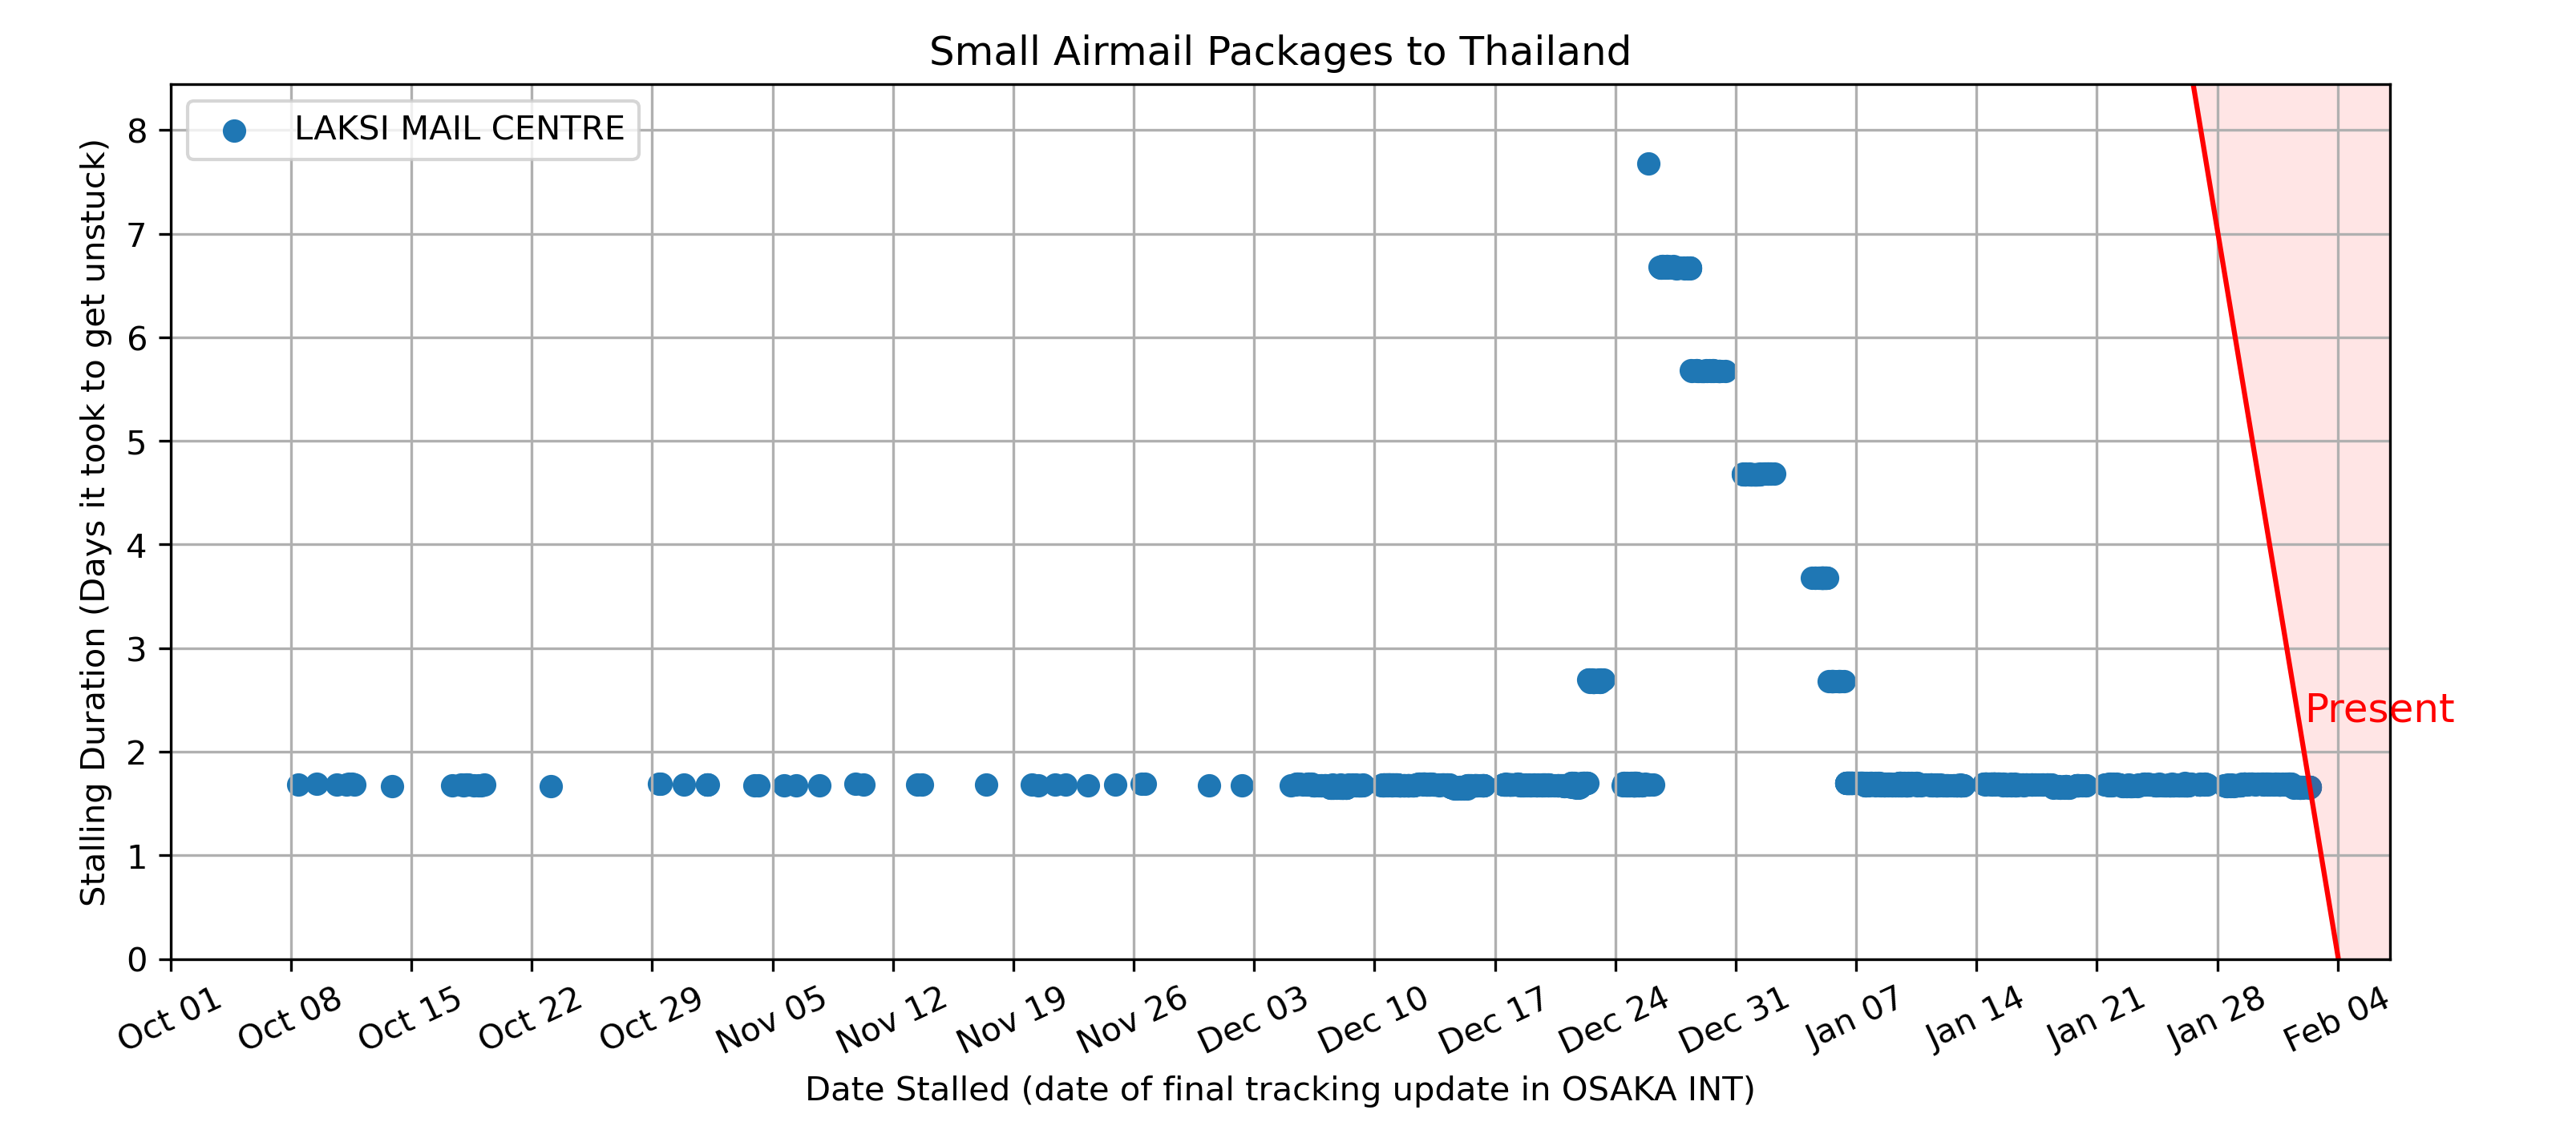 Small Airmail Packages to Thailand
LAKSI MAIL CENTRE
Stalling Duration (Days it took to get unstuck)
8
7
6
5
4
3
2
1
0
Present
Oct 01 Oct 08 Oct 15 Oct 22 Oct 29 Nov 05 Nov 12 Nov 19 Nov 26 Dec 03 Dec 10 Dec 17 Dec 24 Dec 31 Jan 07 Jan 14 Jan 21 Jan 28 Feb 04
Date Stalled (date of final tracking update in OSAKA INT)